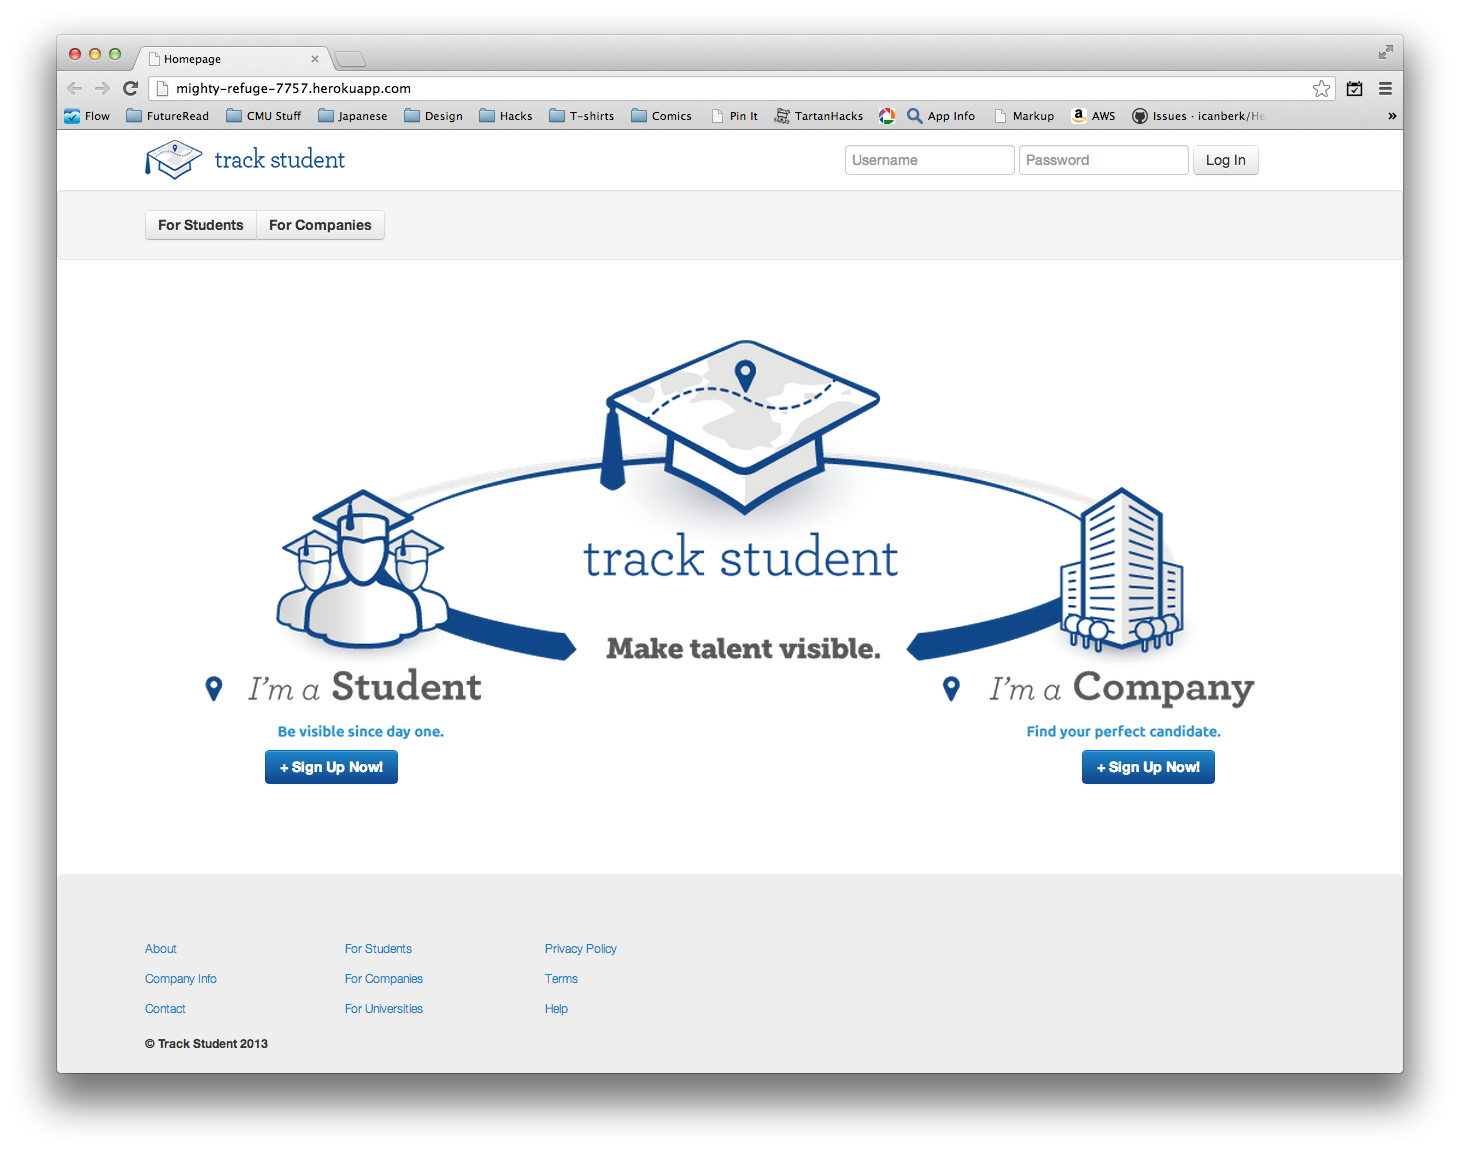 Homepage
mighty-refuge-7757.herokuapp.com
Flow FutureRead CMU Stuff Japanese Design Hacks T-shirts Comics Pin It TartanHacks App Info Markup AWS Issues · icanberk/He »
track student Username Password Log In
For Students For Companies
track student
Make talent visible.
I'm a Student I'm a Company
Be visible since day one. Find your perfect candidate.
+ Sign Up Now! + Sign Up Now!
About For Students Privacy Policy
Company Info For Companies Terms
Contact For Universities Help
© Track Student 2013